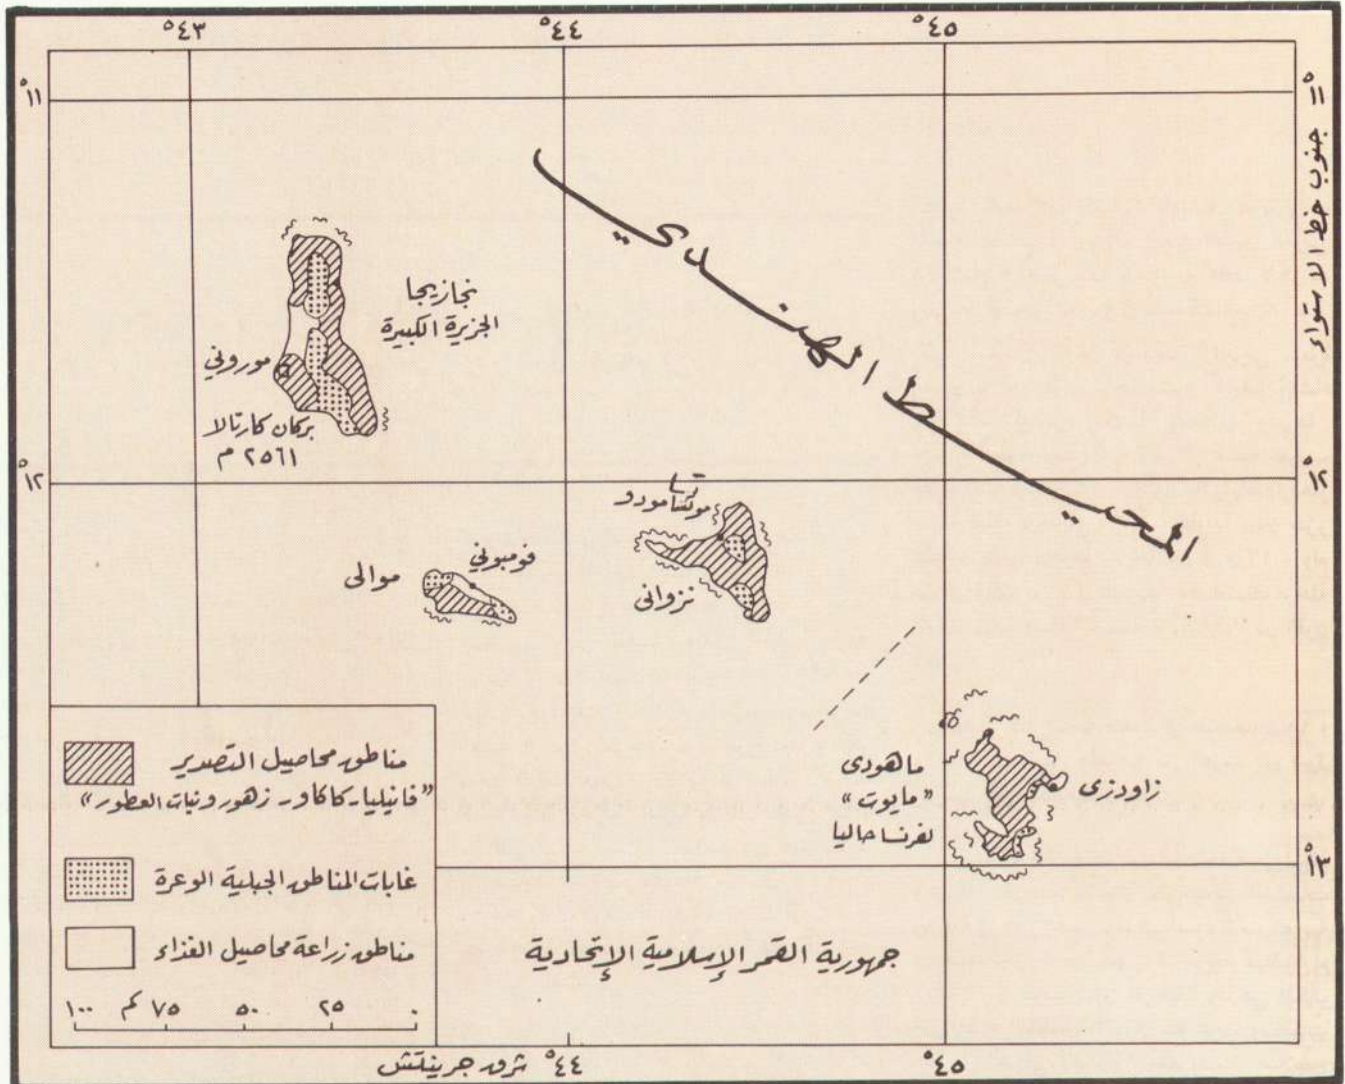 °٤٣
°٤٤
°٤٥
°١١
°١١ جنوب خط الاستواء
المحيط الهندي
نجازيجا
الجزيرة الكبيرة
موروني
بركان كارتالا
٢٥٦١ م
°١٢
°١٢
موتسامودو
فومبوني
موالى
نزوانى
ماهودى
"مايوت"
لفرنسا حاليا
زاودزى
°١٣
مناطق محاصيل التصدير
"فانيليا - كاكاو - زهور ونبات العطور"
غابات المناطق الجبلية الوعرة
مناطق زراعة محاصيل الغذاء
٠ ٢٥ ٥٠ ٧٥ كم ١٠٠
جمهورية القمر الإسلامية الإتحادية
°٤٤ شرق جرينتش
°٤٥